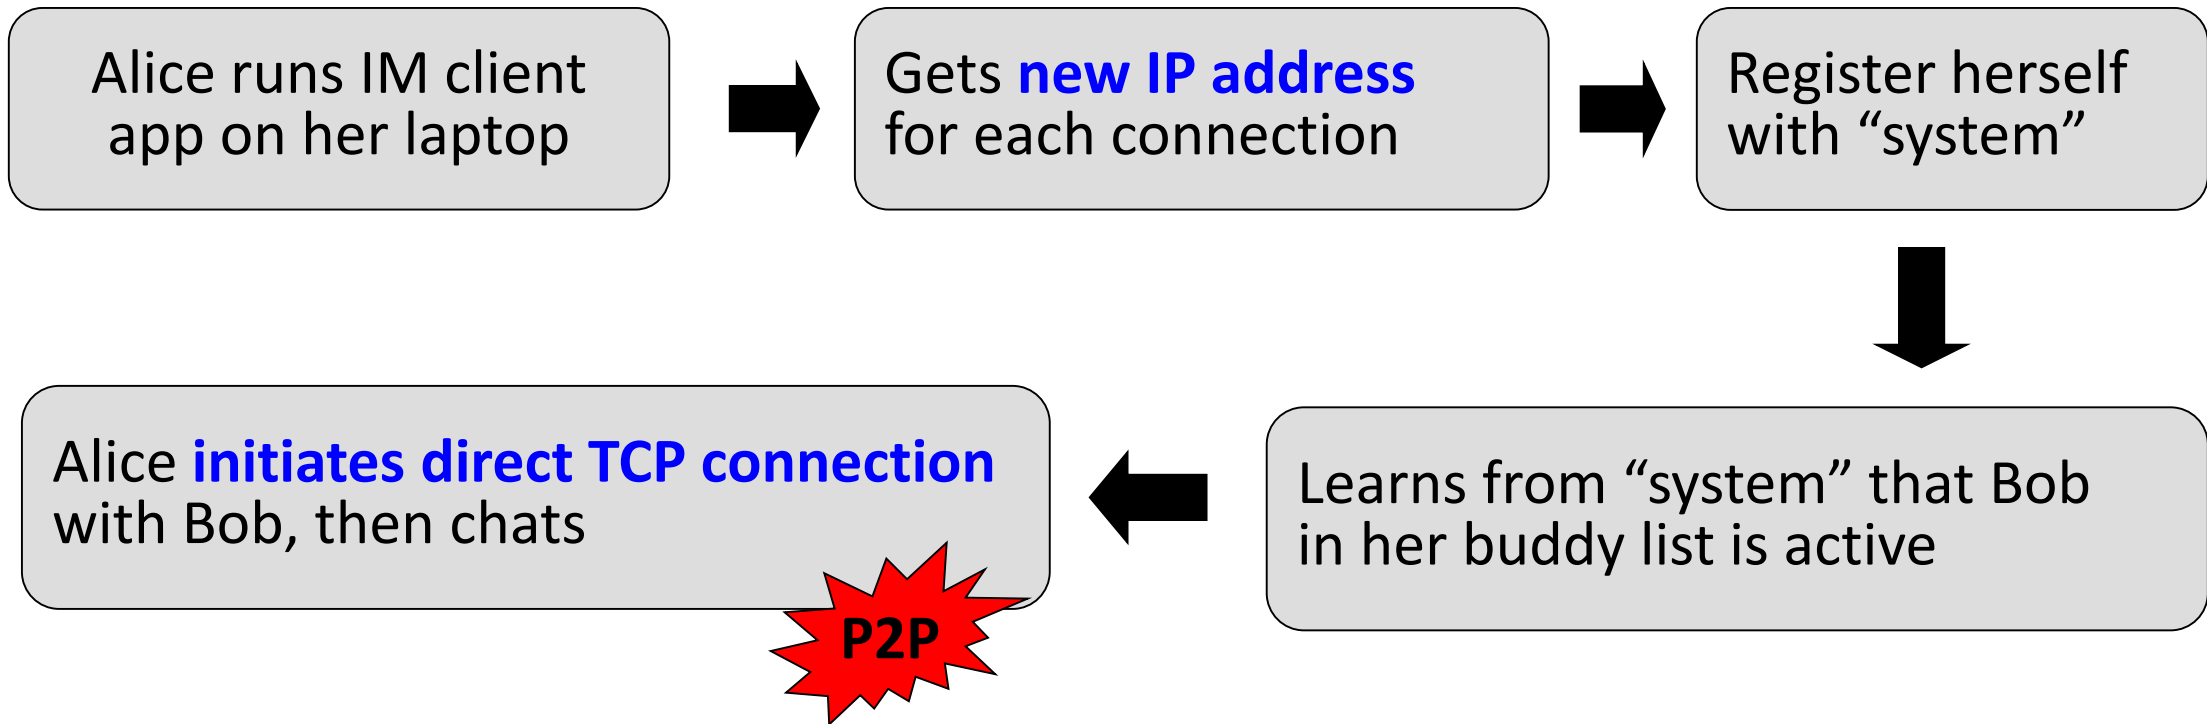 Alice runs IM client
app on her laptop
Gets new IP address
for each connection
Register herself
with “system”
Learns from “system” that Bob
in her buddy list is active
Alice initiates direct TCP connection
with Bob, then chats
P2P